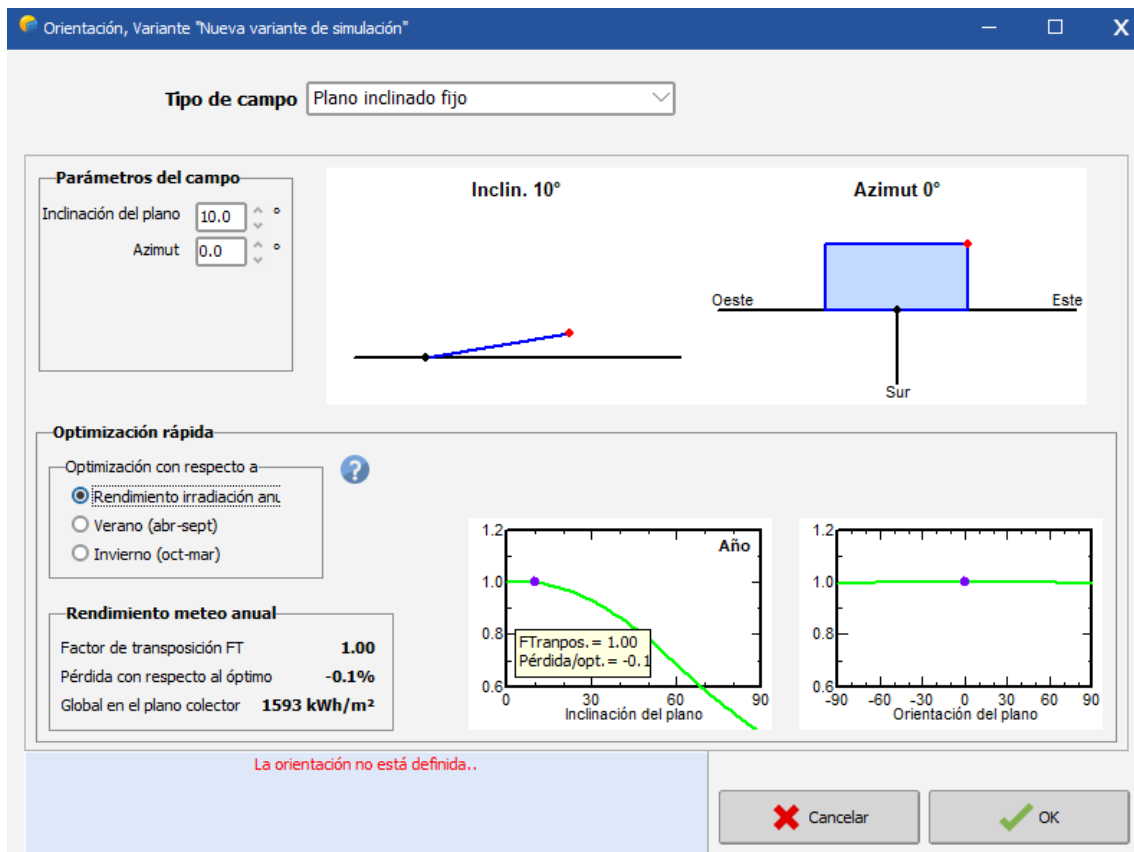 Orientación, Variante "Nueva variante de simulación"
Tipo de campo Plano inclinado fijo
Parámetros del campo
Inclinación del plano 10.0 °
Azimut 0.0 °
Inclin. 10°
Azimut 0°
Oeste
Este
Sur
Optimización rápida
Optimización con respecto a
Rendimiento irradiación anu
Verano (abr-sept)
Invierno (oct-mar)
?
Rendimiento meteo anual
Factor de transposición FT 1.00
Pérdida con respecto al óptimo -0.1%
Global en el plano colector 1593 kWh/m²
1.2
1.0
0.8
0.6
Año
FTranpos.= 1.00
Pérdida/opt.= -0.1
0 30 60 90
Inclinación del plano
1.2
1.0
0.8
0.6
-90 -60 -30 0 30 60 90
Orientación del plano
La orientación no está definida..
Cancelar
OK